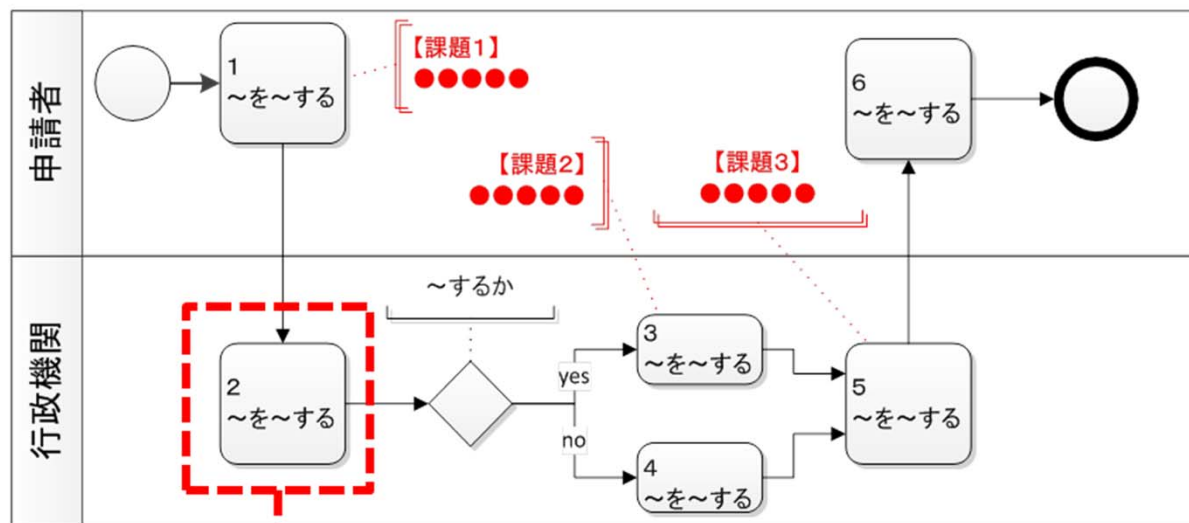 申請者
1
～を～する
【課題１】
●●●●●
【課題２】
●●●●●
【課題３】
●●●●●
6
～を～する
行政機関
2
～を～する
～するか
yes
no
3
～を～する
4
～を～する
5
～を～する